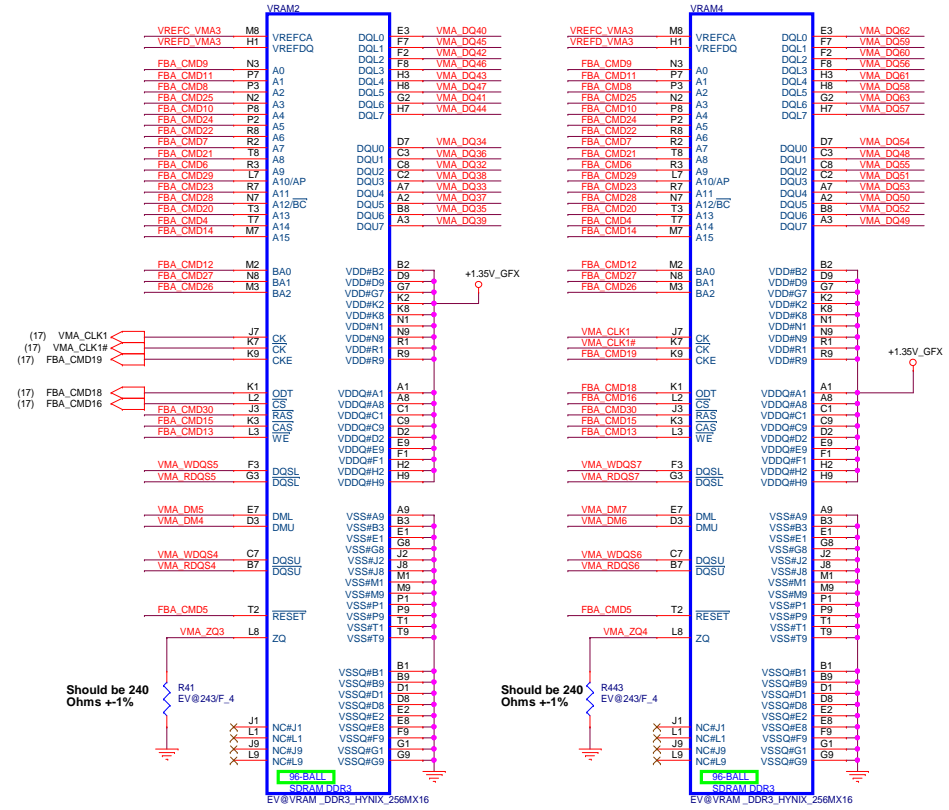 VRAM2
VREFC_VMA3 M8 VREFCA DQL0 E3 VMA_DQ40
VREFD_VMA3 H1 VREFDQ DQL1 F7 VMA_DQ45
DQL2 F2 VMA_DQ42
FBA_CMD9 N3 A0 DQL3 F8 VMA_DQ46
FBA_CMD11 P7 A1 DQL4 H3 VMA_DQ43
FBA_CMD8 P3 A2 DQL5 H8 VMA_DQ47
FBA_CMD25 N2 A3 DQL6 G2 VMA_DQ41
FBA_CMD10 P8 A4 DQL7 H7 VMA_DQ44
FBA_CMD24 P2 A5
FBA_CMD22 R8 A6
FBA_CMD7 R2 A7 DQU0 D7 VMA_DQ34
FBA_CMD21 T8 A8 DQU1 C3 VMA_DQ36
FBA_CMD6 R3 A9 DQU2 C8 VMA_DQ32
FBA_CMD29 L7 A10/AP DQU3 C2 VMA_DQ38
FBA_CMD23 R7 A11 DQU4 A7 VMA_DQ33
FBA_CMD28 N7 A12/BC DQU5 A2 VMA_DQ37
FBA_CMD20 T3 A13 DQU6 B8 VMA_DQ35
FBA_CMD4 T7 A14 DQU7 A3 VMA_DQ39
FBA_CMD14 M7 A15
FBA_CMD12 M2 BA0 VDD#B2 B2
FBA_CMD27 N8 BA1 VDD#D9 D9
FBA_CMD26 M3 BA2 VDD#G7 G7
VDD#K2 K2
+1.35V_GFX
VDD#K8 K8
VDD#N1 N1
(17) VMA_CLK1 J7 CK VDD#N9 N9
(17) VMA_CLK1# K7 CK VDD#R1 R1
(17) FBA_CMD19 K9 CKE VDD#R9 R9
(17) FBA_CMD18 K1 ODT VDDQ#A1 A1
(17) FBA_CMD16 L2 CS VDDQ#A8 A8
FBA_CMD30 J3 RAS VDDQ#C1 C1
FBA_CMD15 K3 CAS VDDQ#C9 C9
FBA_CMD13 L3 WE VDDQ#D2 D2
VDDQ#E9 E9
VDDQ#F1 F1
VMA_WDQS5 F3 DQSL VDDQ#H2 H2
VMA_RDQS5 G3 DQSL VDDQ#H9 H9
VMA_DM5 E7 DML VSS#A9 A9
VMA_DM4 D3 DMU VSS#B3 B3
VSS#E1 E1
VSS#G8 G8
VMA_WDQS4 C7 DQSU VSS#J2 J2
VMA_RDQS4 B7 DQSU VSS#J8 J8
VSS#M1 M1
VSS#M9 M9
VSS#P1 P1
FBA_CMD5 T2 RESET VSS#P9 P9
VSS#T1 T1
VMA_ZQ3 L8 ZQ VSS#T9 T9
VSSQ#B1 B1
VSSQ#B9 B9
Should be 240 R41 VSSQ#D1 D1
Ohms +-1% EV@243/F_4 VSSQ#D8 D8
VSSQ#E2 E2
J1 NC#J1 VSSQ#E8 E8
L1 NC#L1 VSSQ#F9 F9
J9 NC#J9 VSSQ#G1 G1
L9 NC#L9 VSSQ#G9 G9
96-BALL
SDRAM DDR3
EV@VRAM _DDR3_HYNIX_256MX16
VRAM4
VREFC_VMA3 M8 VREFCA DQL0 E3 VMA_DQ62
VREFD_VMA3 H1 VREFDQ DQL1 F7 VMA_DQ59
DQL2 F2 VMA_DQ60
FBA_CMD9 N3 A0 DQL3 F8 VMA_DQ56
FBA_CMD11 P7 A1 DQL4 H3 VMA_DQ61
FBA_CMD8 P3 A2 DQL5 H8 VMA_DQ58
FBA_CMD25 N2 A3 DQL6 G2 VMA_DQ63
FBA_CMD10 P8 A4 DQL7 H7 VMA_DQ57
FBA_CMD24 P2 A5
FBA_CMD22 R8 A6
FBA_CMD7 R2 A7 DQU0 D7 VMA_DQ54
FBA_CMD21 T8 A8 DQU1 C3 VMA_DQ48
FBA_CMD6 R3 A9 DQU2 C8 VMA_DQ55
FBA_CMD29 L7 A10/AP DQU3 C2 VMA_DQ51
FBA_CMD23 R7 A11 DQU4 A7 VMA_DQ53
FBA_CMD28 N7 A12/BC DQU5 A2 VMA_DQ50
FBA_CMD20 T3 A13 DQU6 B8 VMA_DQ52
FBA_CMD4 T7 A14 DQU7 A3 VMA_DQ49
FBA_CMD14 M7 A15
FBA_CMD12 M2 BA0 VDD#B2 B2
FBA_CMD27 N8 BA1 VDD#D9 D9
FBA_CMD26 M3 BA2 VDD#G7 G7
VDD#K2 K2
VDD#K8 K8
VDD#N1 N1
VMA_CLK1 J7 CK VDD#N9 N9
VMA_CLK1# K7 CK VDD#R1 R1
FBA_CMD19 K9 CKE VDD#R9 R9
+1.35V_GFX
FBA_CMD18 K1 ODT VDDQ#A1 A1
FBA_CMD16 L2 CS VDDQ#A8 A8
FBA_CMD30 J3 RAS VDDQ#C1 C1
FBA_CMD15 K3 CAS VDDQ#C9 C9
FBA_CMD13 L3 WE VDDQ#D2 D2
VDDQ#E9 E9
VDDQ#F1 F1
VMA_WDQS7 F3 DQSL VDDQ#H2 H2
VMA_RDQS7 G3 DQSL VDDQ#H9 H9
VMA_DM7 E7 DML VSS#A9 A9
VMA_DM6 D3 DMU VSS#B3 B3
VSS#E1 E1
VSS#G8 G8
VMA_WDQS6 C7 DQSU VSS#J2 J2
VMA_RDQS6 B7 DQSU VSS#J8 J8
VSS#M1 M1
VSS#M9 M9
VSS#P1 P1
FBA_CMD5 T2 RESET VSS#P9 P9
VSS#T1 T1
VMA_ZQ4 L8 ZQ VSS#T9 T9
VSSQ#B1 B1
VSSQ#B9 B9
Should be 240 R443 VSSQ#D1 D1
Ohms +-1% EV@243/F_4 VSSQ#D8 D8
VSSQ#E2 E2
J1 NC#J1 VSSQ#E8 E8
L1 NC#L1 VSSQ#F9 F9
J9 NC#J9 VSSQ#G1 G1
L9 NC#L9 VSSQ#G9 G9
96-BALL
SDRAM DDR3
EV@VRAM _DDR3_HYNIX_256MX16